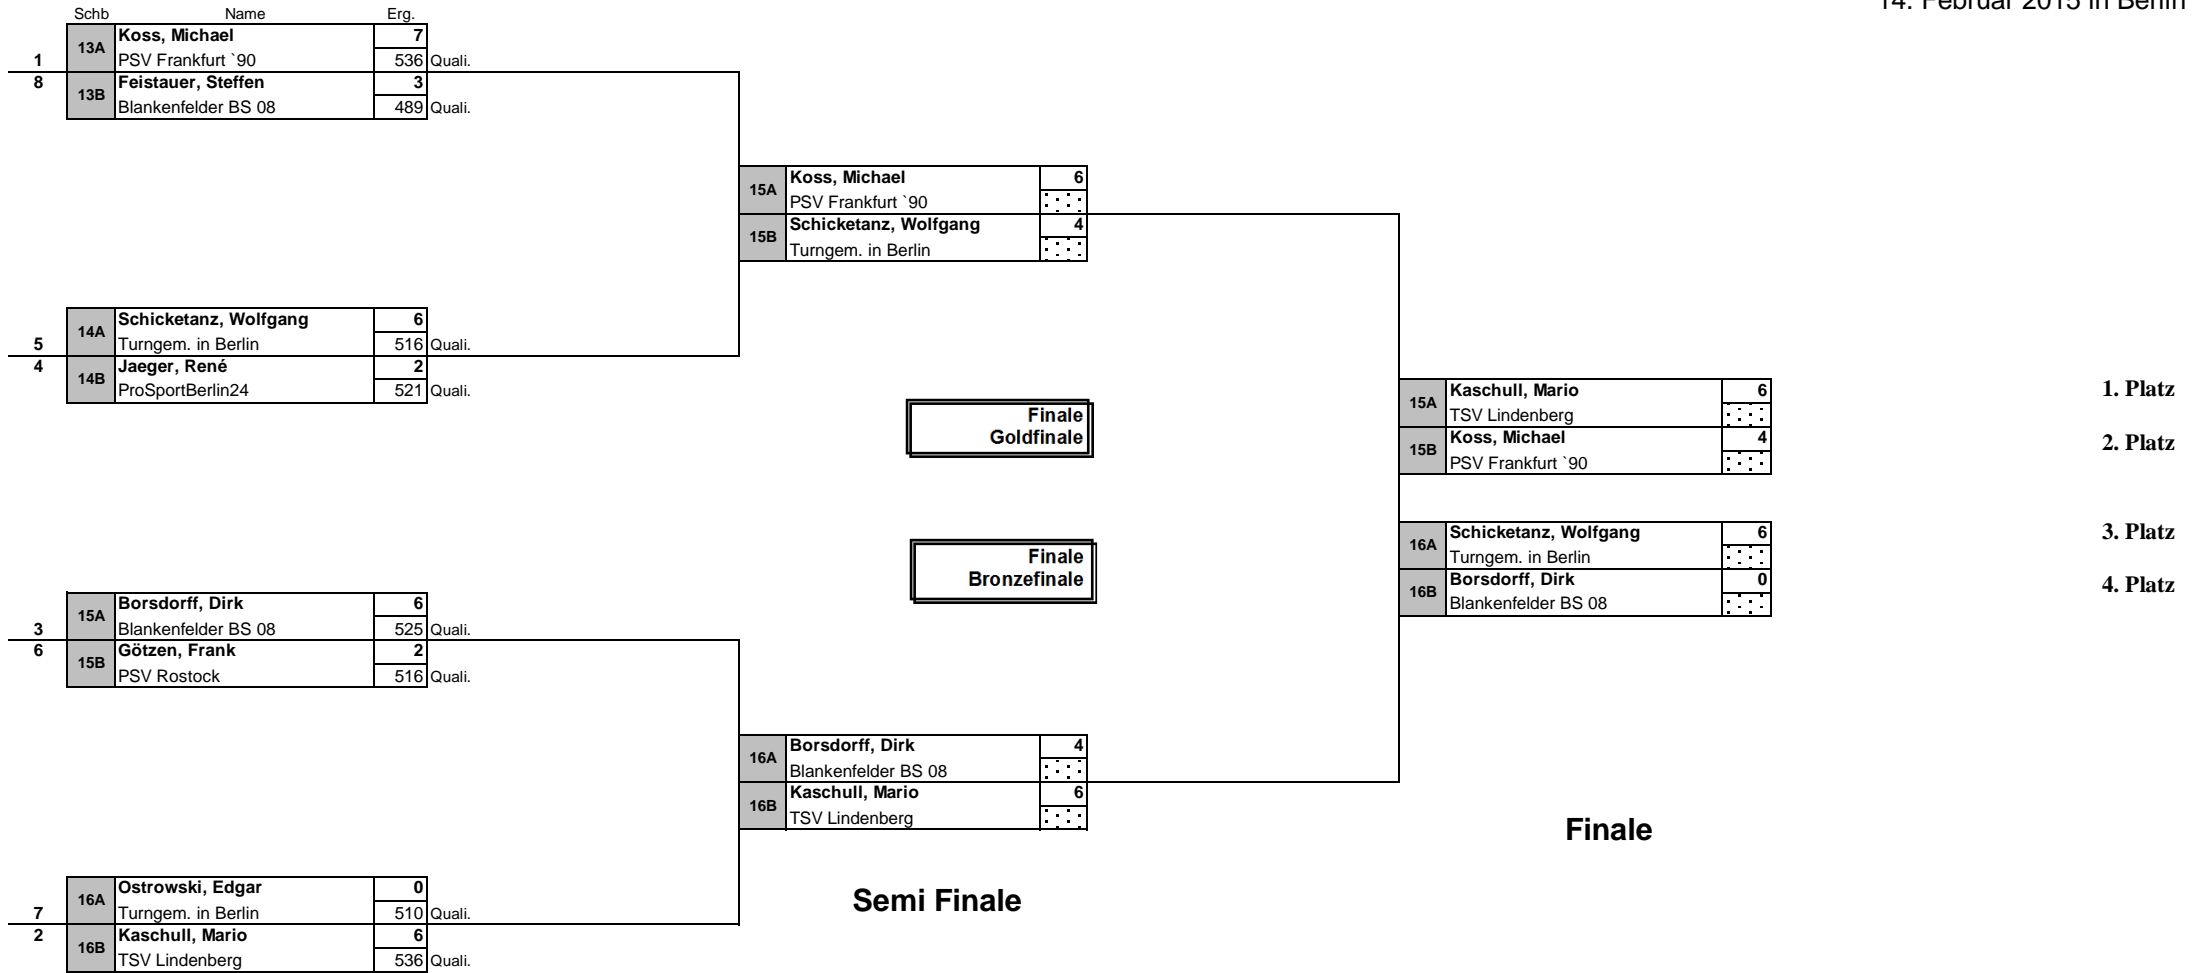 14. Februar 2015 in Berlin
Schb Name Erg.
13A Koss, Michael 7
1 PSV Frankfurt `90 536 Quali.
8 13B Feistauer, Steffen 3
Blankenfelder BS 08 489 Quali.
15A Koss, Michael 6
PSV Frankfurt `90
15B Schicketanz, Wolfgang 4
Turngem. in Berlin
14A Schicketanz, Wolfgang 6
5 Turngem. in Berlin 516 Quali.
4 14B Jaeger, René 2
ProSportBerlin24 521 Quali.
Finale
Goldfinale
15A Kaschull, Mario 6 1. Platz
TSV Lindenberg
15B Koss, Michael 4 2. Platz
PSV Frankfurt `90
Finale
Bronzefinale
16A Schicketanz, Wolfgang 6 3. Platz
Turngem. in Berlin
16B Borsdorff, Dirk 0 4. Platz
Blankenfelder BS 08
15A Borsdorff, Dirk 6
3 Blankenfelder BS 08 525 Quali.
6 15B Götzen, Frank 2
PSV Rostock 516 Quali.
16A Borsdorff, Dirk 4
Blankenfelder BS 08
16B Kaschull, Mario 6
TSV Lindenberg
Finale
Semi Finale
16A Ostrowski, Edgar 0
7 Turngem. in Berlin 510 Quali.
2 16B Kaschull, Mario 6
TSV Lindenberg 536 Quali.